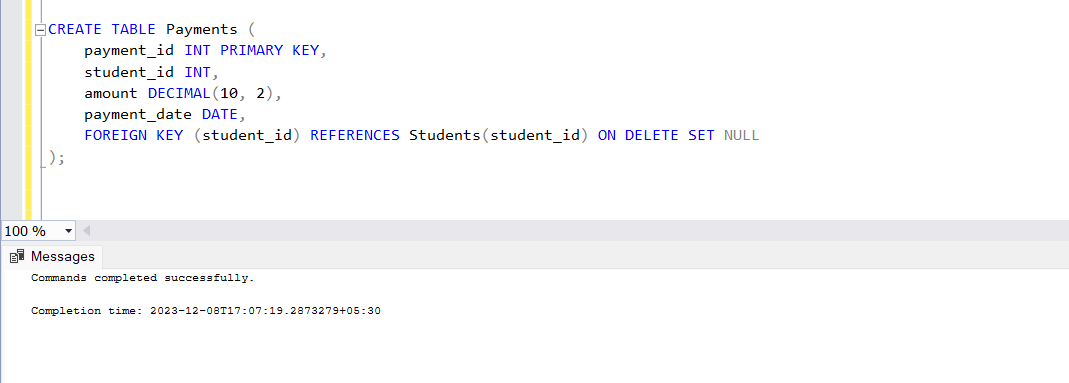 CREATE TABLE Payments (
    payment_id INT PRIMARY KEY,
    student_id INT,
    amount DECIMAL(10, 2),
    payment_date DATE,
    FOREIGN KEY (student_id) REFERENCES Students(student_id) ON DELETE SET NULL
);
100 %
Messages
Commands completed successfully.
Completion time: 2023-12-08T17:07:19.2873279+05:30